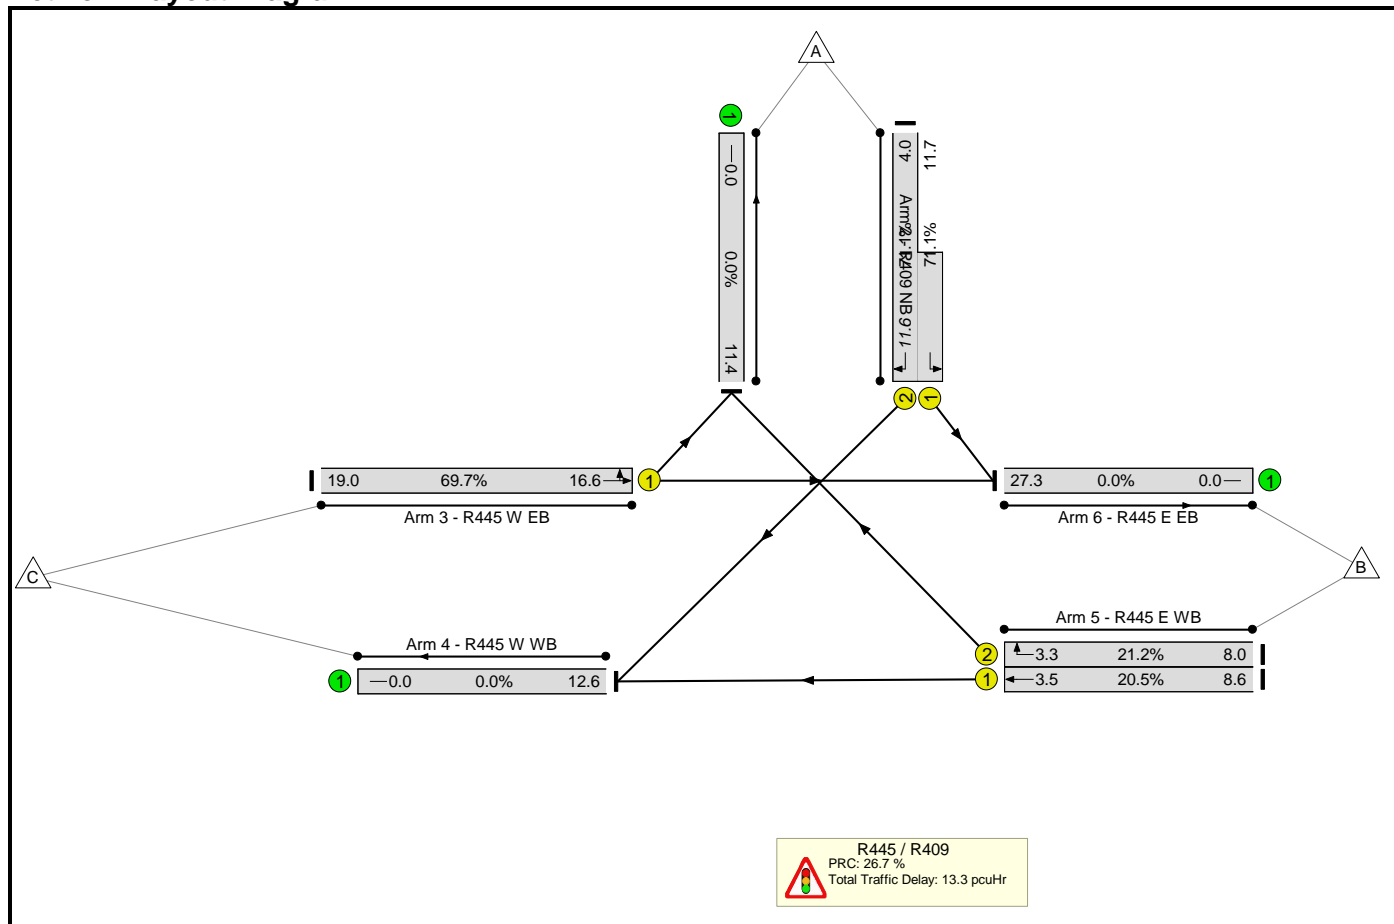 A
1
0.0
0.0%
11.4
4.0
11.7
71.1%
R409 NB
11.6
2
1
19.0 69.7% 16.6
1
Arm 3 - R445 W EB
27.3 0.0% 0.0
1
Arm 6 - R445 E EB
C
B
Arm 4 - R445 W WB
1
0.0 0.0% 12.6
Arm 5 - R445 E WB
2
3.3 21.2% 8.0
1
3.5 20.5% 8.6
R445 / R409
PRC: 26.7 %
Total Traffic Delay: 13.3 pcuHr